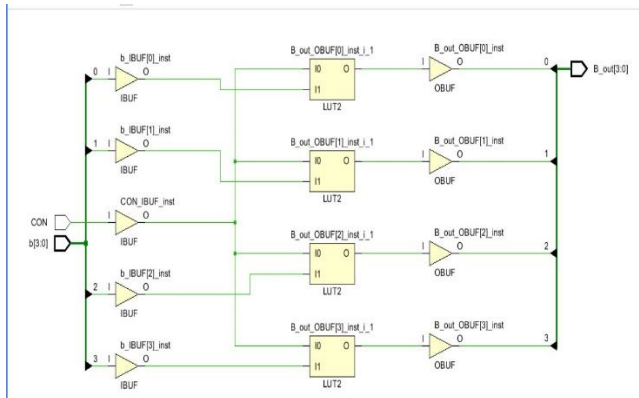 b_IBUF[0]_inst
0 I O
IBUF
b_IBUF[1]_inst
1 I O
IBUF
CON_IBUF_inst
CON I O
b[3:0]
IBUF
b_IBUF[2]_inst
2 I O
IBUF
b_IBUF[3]_inst
3 I O
IBUF
B_out_OBUF[0]_inst_i_1
I0 O
I1
LUT2
B_out_OBUF[1]_inst_i_1
I0 O
I1
LUT2
B_out_OBUF[2]_inst_i_1
I0 O
I1
LUT2
B_out_OBUF[3]_inst_i_1
I0 O
I1
LUT2
B_out_OBUF[0]_inst
I O 0
OBUF
B_out_OBUF[1]_inst
I O 1
OBUF
B_out_OBUF[2]_inst
I O 2
OBUF
B_out_OBUF[3]_inst
I O 3
OBUF
B_out[3:0]